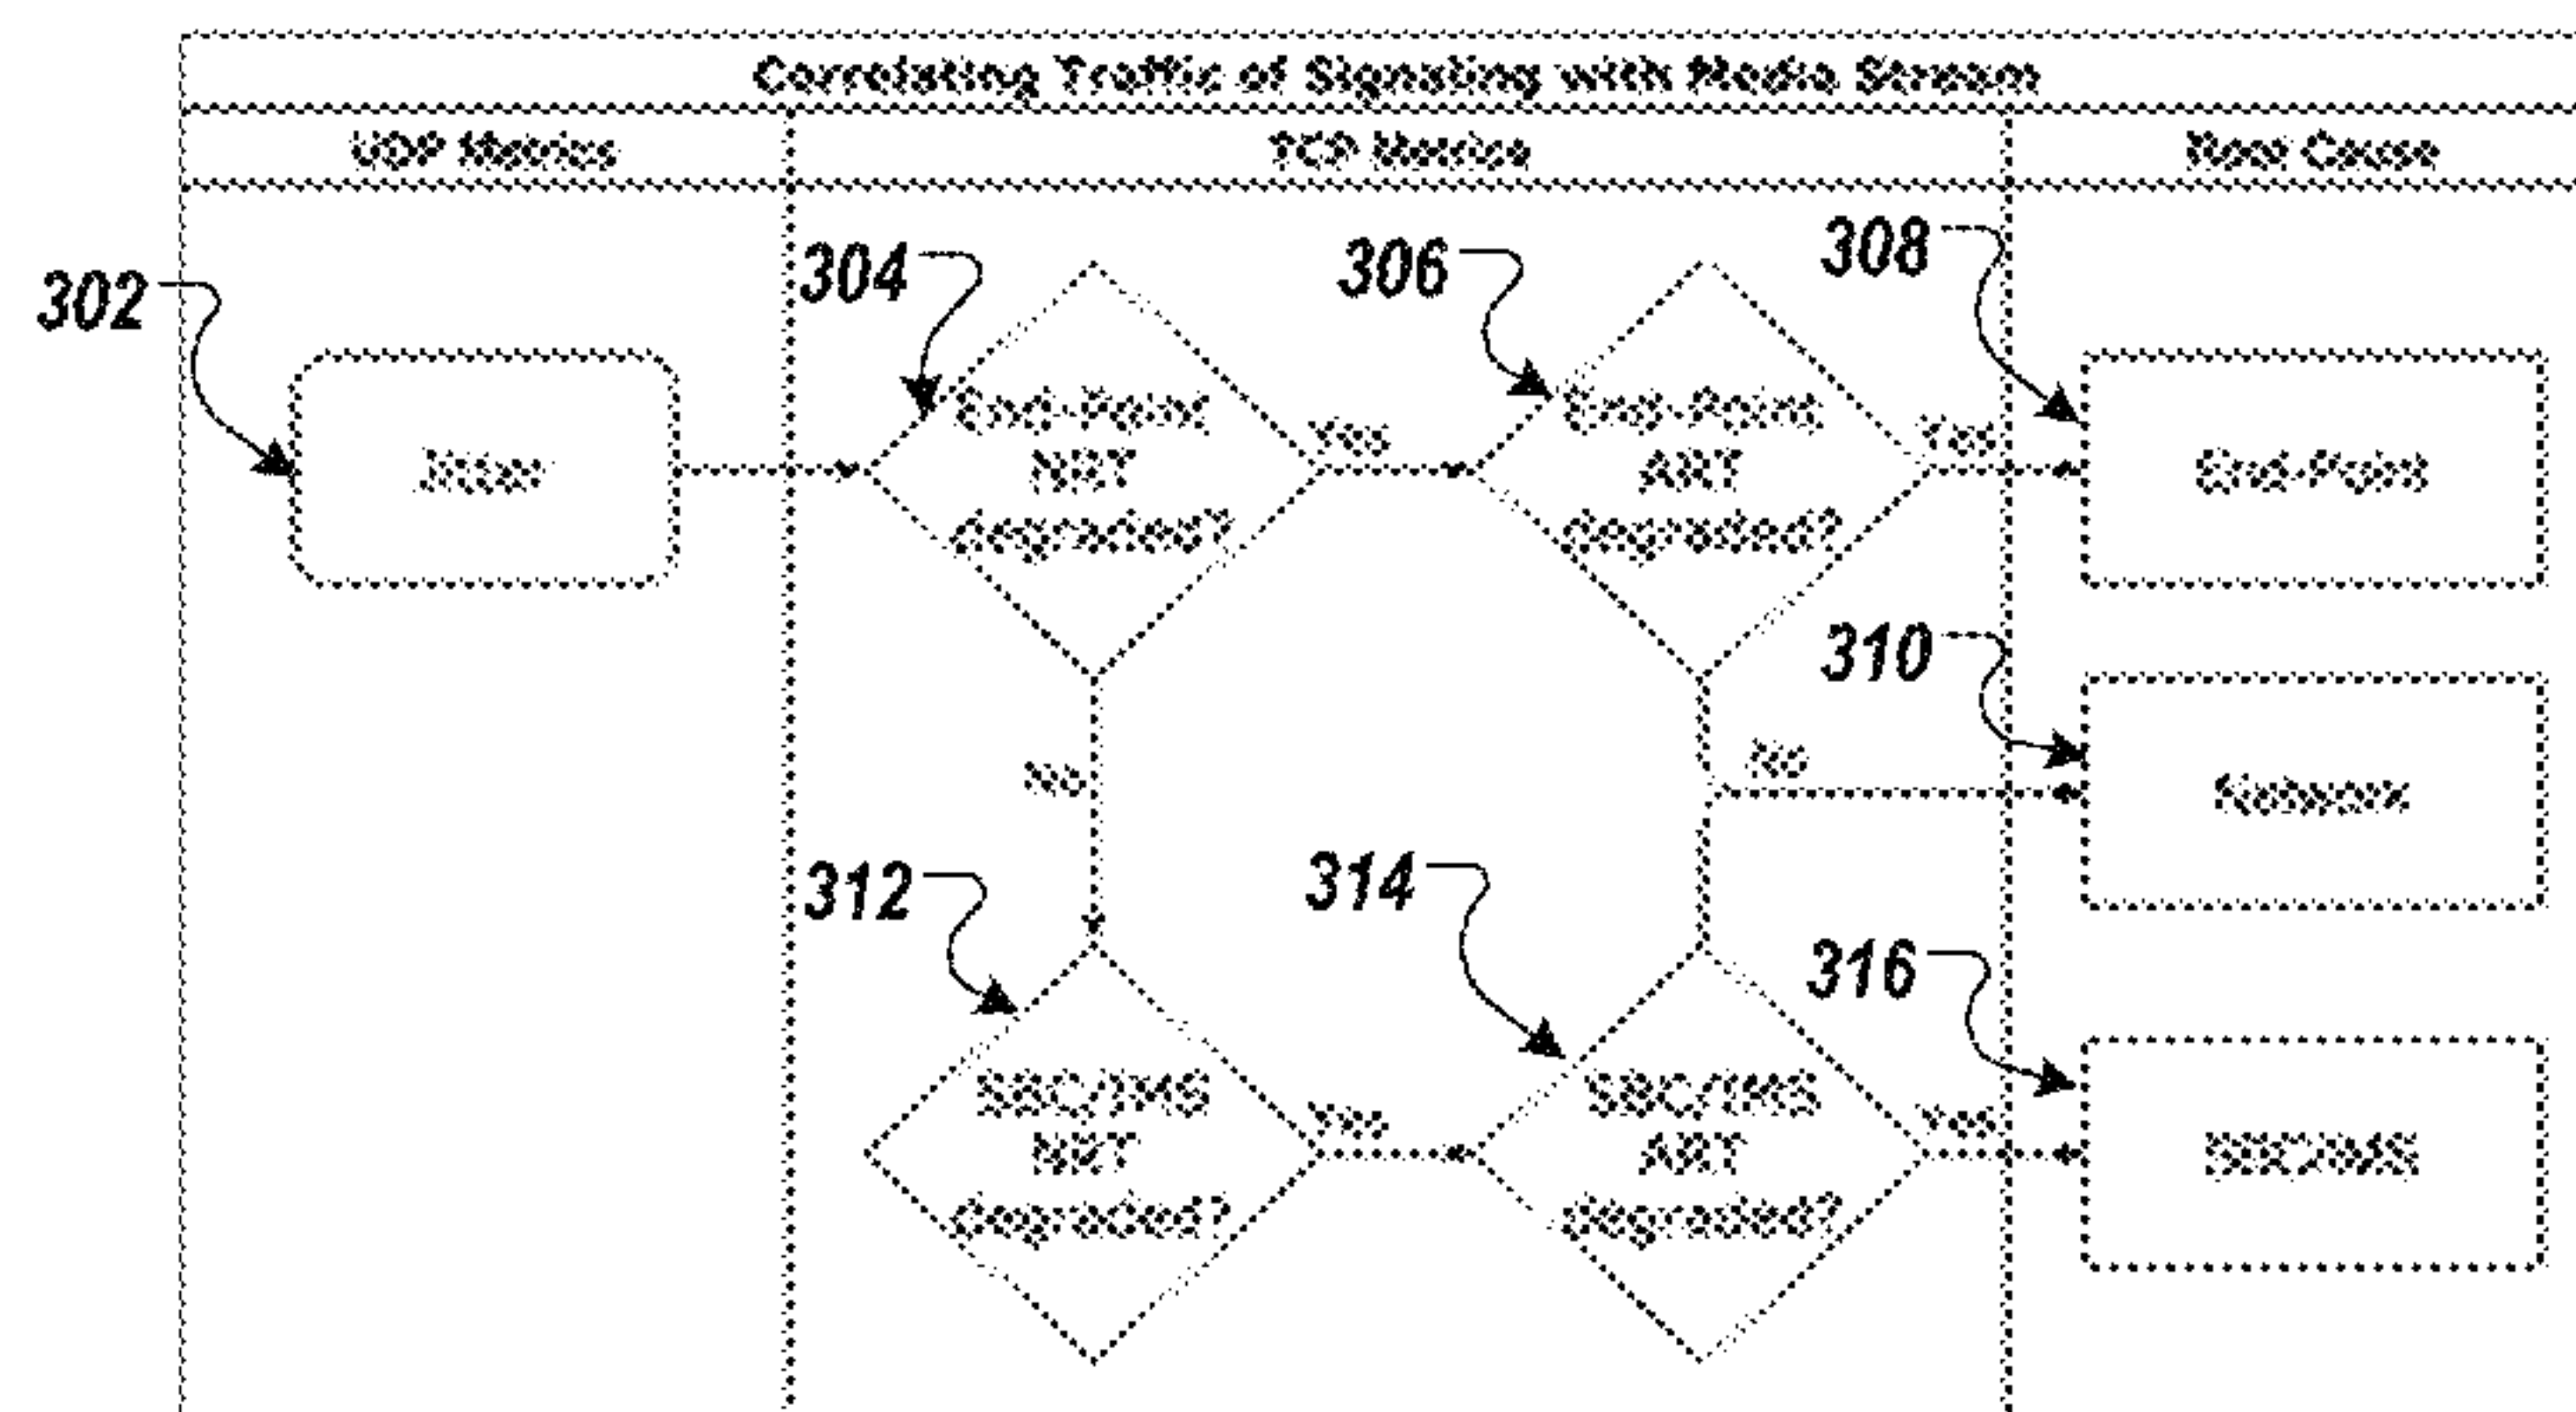 Correlating Traffic of Signaling with Media Stream
UDP Metrics
TCP Metrics
Root Cause
302
304
306
308
Jitter
End-Point
NRT
degraded?
Yes
End-Point
ART
degraded?
Yes
End-Point
310
No
No
Network
312
314
316
SBC/IMS
NRT
degraded?
Yes
SBC/IMS
ART
degraded?
Yes
SBC/IMS